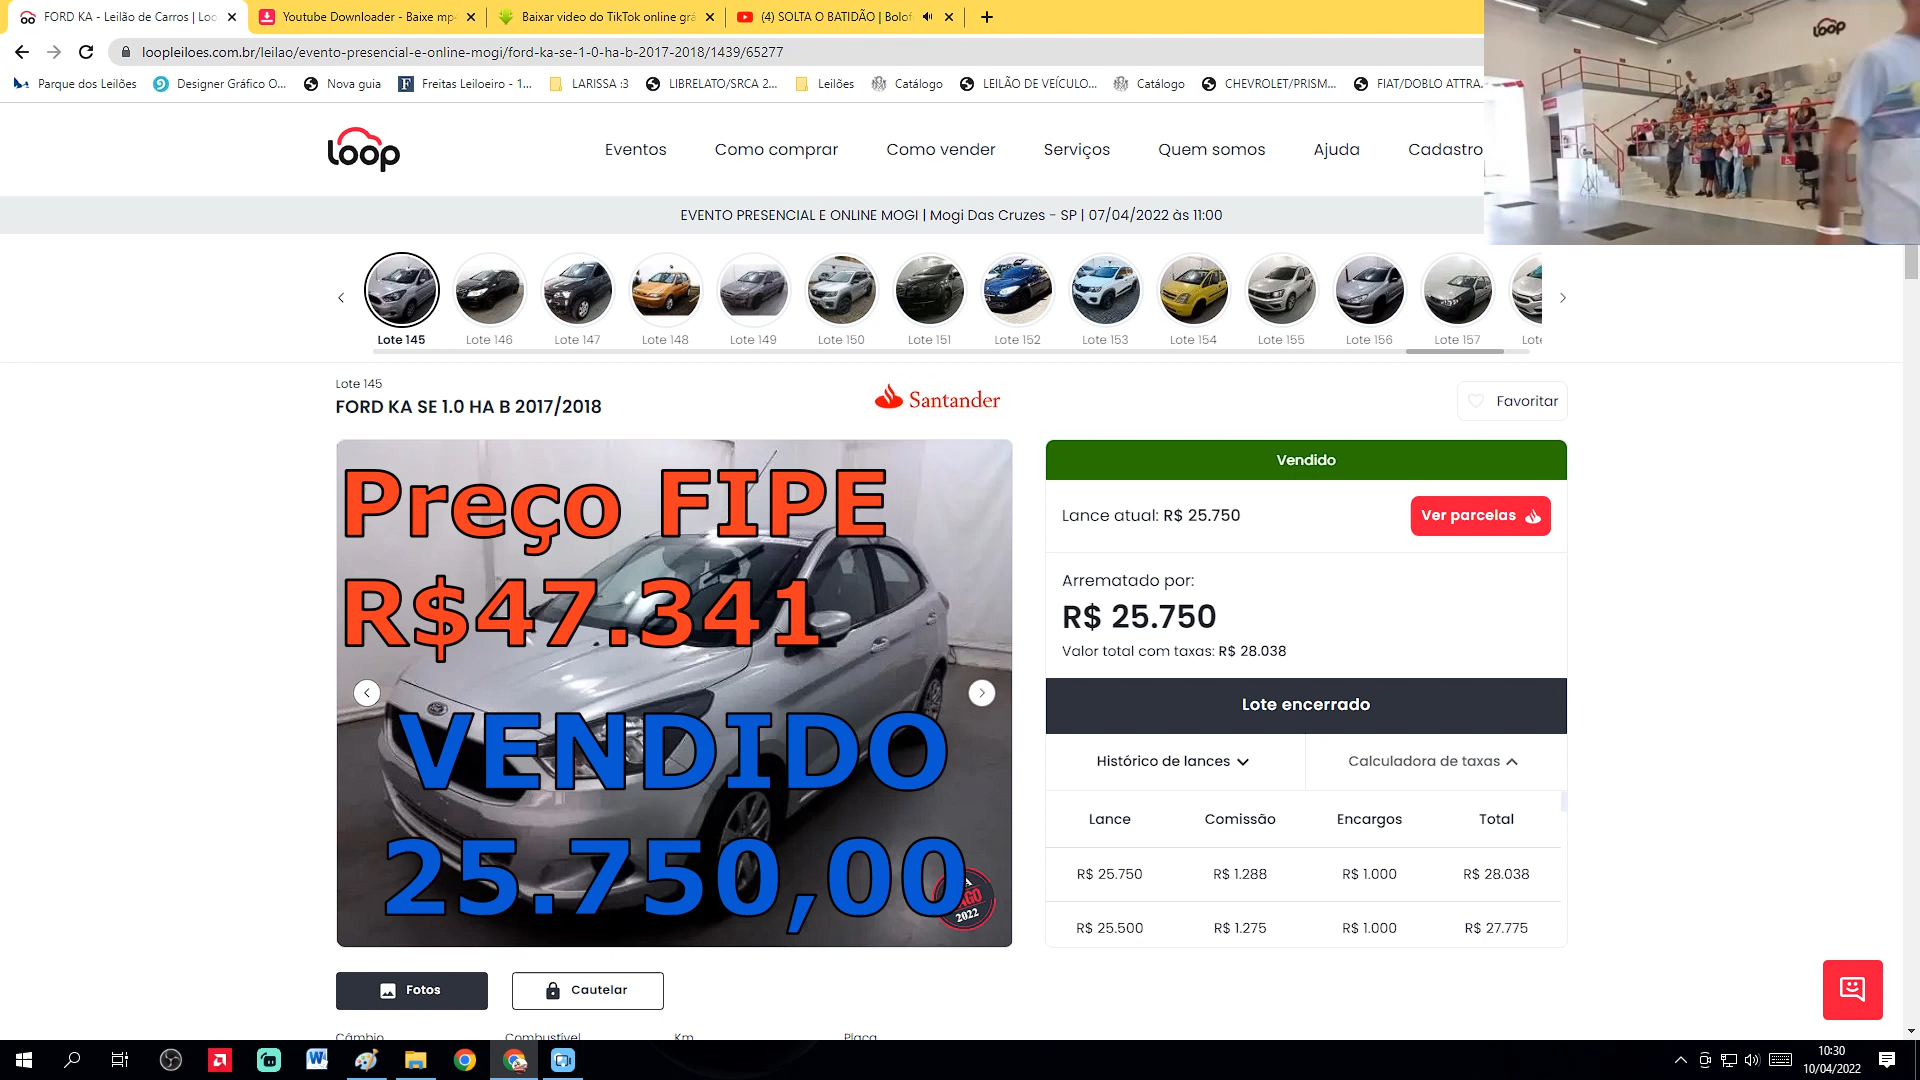 FORD KA - Leilão de Carros | Loo
Youtube Downloader - Baixe mp
Baixar video do TikTok online grá
(4) SOLTA O BATIDÃO | Bolof
loopleiloes.com.br/leilao/evento-presencial-e-online-mogi/ford-ka-se-1-0-ha-b-2017-2018/1439/65277
Parque dos Leilões
Designer Gráfico O...
Nova guia
Freitas Leiloeiro - 1...
LARISSA :3
LIBRELATO/SRCA 2...
Leilões
Catálogo
LEILÃO DE VEÍCULO...
Catálogo
CHEVROLET/PRISM...
FIAT/DOBLO ATTRA...
loop
loop
Eventos
Como comprar
Como vender
Serviços
Quem somos
Ajuda
Cadastro
EVENTO PRESENCIAL E ONLINE MOGI | Mogi Das Cruzes - SP | 07/04/2022 às 11:00
Lote 145
Lote 146
Lote 147
Lote 148
Lote 149
Lote 150
Lote 151
Lote 152
Lote 153
Lote 154
Lote 155
Lote 156
Lote 157
Lote
Lote 145
FORD KA SE 1.0 HA B 2017/2018
Santander
Favoritar
Preço FIPE
R$47.341
VENDIDO
25.750,00
2022
Vendido
Lance atual: R$ 25.750
Ver parcelas
Arrematado por:
R$ 25.750
Valor total com taxas: R$ 28.038
Lote encerrado
Histórico de lances
Calculadora de taxas
Lance Comissão Encargos Total
R$ 25.750 R$ 1.288 R$ 1.000 R$ 28.038
R$ 25.500 R$ 1.275 R$ 1.000 R$ 27.775
Fotos
Cautelar
Câmbio Combustível Km Placa
10:30
10/04/2022